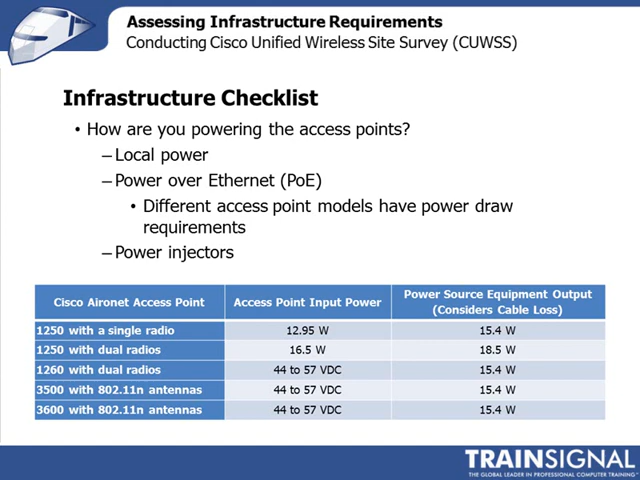 Assessing Infrastructure Requirements
Conducting Cisco Unified Wireless Site Survey (CUWSS)
Infrastructure Checklist
• How are you powering the access points?
– Local power
– Power over Ethernet (PoE)
• Different access point models have power draw
requirements
– Power injectors
Cisco Aironet Access Point Access Point Input Power Power Source Equipment Output (Considers Cable Loss)
1250 with a single radio 12.95 W 15.4 W
1250 with dual radios 16.5 W 18.5 W
1260 with dual radios 44 to 57 VDC 15.4 W
3500 with 802.11n antennas 44 to 57 VDC 15.4 W
3600 with 802.11n antennas 44 to 57 VDC 15.4 W
TRAINSIGNAL
THE GLOBAL LEADER IN PROFESSIONAL COMPUTER TRAINING